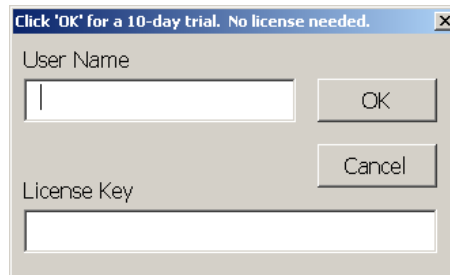 Click 'OK' for a 10-day trial.  No license needed.
User Name
OK
Cancel
License Key